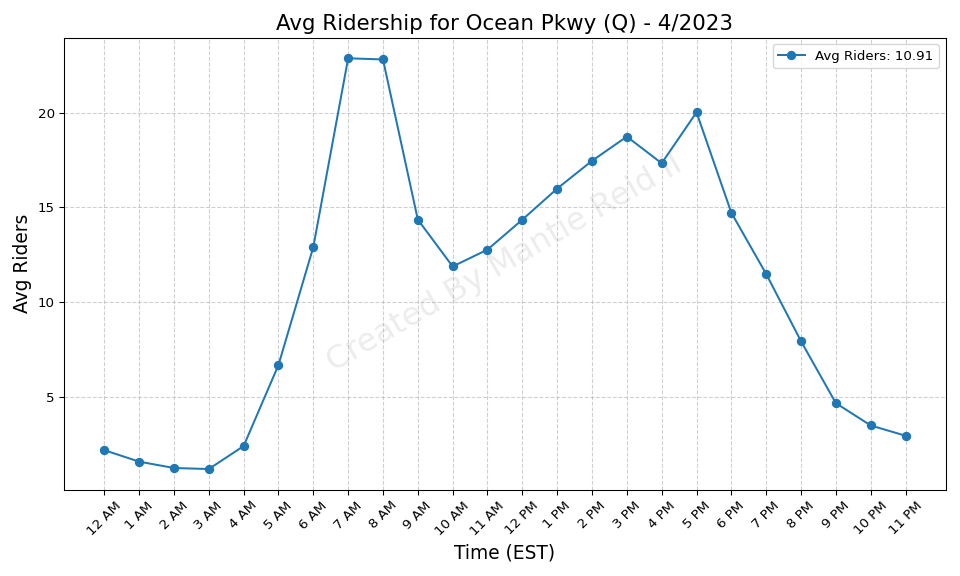 Avg Ridership for Ocean Pkwy (Q) - 4/2023
Avg Riders: 10.91
Avg Riders
20
15
10
5
Created By Mantle Reid II
12 AM
1 AM
2 AM
3 AM
4 AM
5 AM
6 AM
7 AM
8 AM
9 AM
10 AM
11 AM
12 PM
1 PM
2 PM
3 PM
4 PM
5 PM
6 PM
7 PM
8 PM
9 PM
10 PM
11 PM
Time (EST)